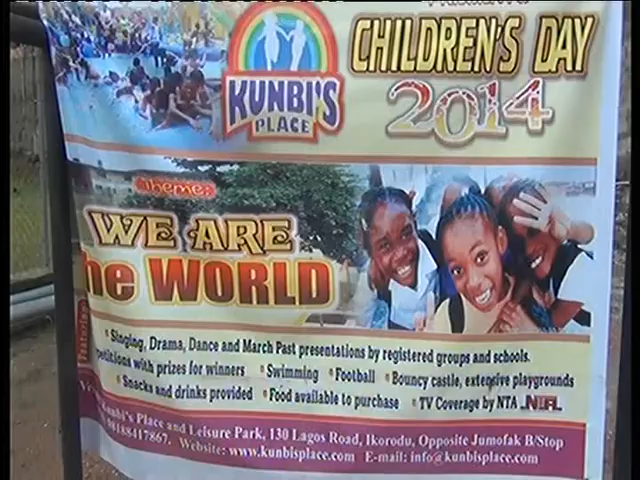 KUNBI'S
PLACE
CHILDREN'S DAY
2014
theme:
WE ARE
the WORLD
Featuring
Singing, Drama, Dance and March Past presentations by registered groups and schools.
petitions with prizes for winners • Swimming • Football • Bouncy castle, extensive playgrounds
• Snacks and drinks provided • Food available to purchase • TV Coverage by NTA
Kunbi's Place and Leisure Park, 130 Lagos Road, Ikorodu, Opposite Jumofak B/Stop
08188417867. Website: www.kunbisplace.com E-mail: info@kunbisplace.com